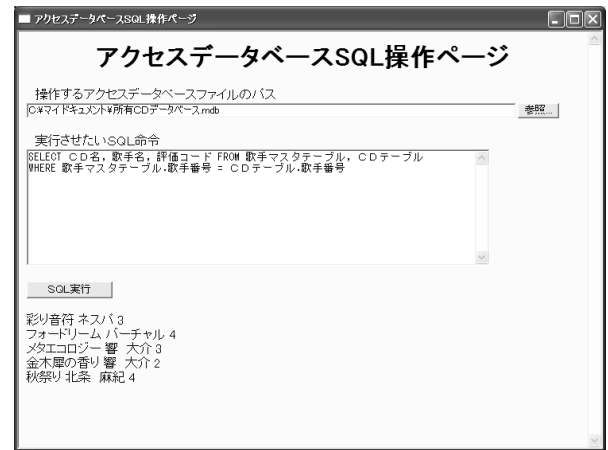 アクセスデータベースSQL操作ページ
アクセスデータベースSQL操作ページ
操作するアクセスデータベースファイルのパス
C:¥マイドキュメント¥所有CDデータベース.mdb
参照...
実行させたいSQL命令
SELECT ＣＤ名, 歌手名, 評価コード FROM 歌手マスタテーブル, ＣＤテーブル
WHERE 歌手マスタテーブル.歌手番号 = ＣＤテーブル.歌手番号
SQL実行
彩り音符 ネスパ 3
フォードリーム バーチャル 4
メタエコロジー 響　大介 3
金木犀の香り 響　大介 2
秋祭り 北条　麻紀 4